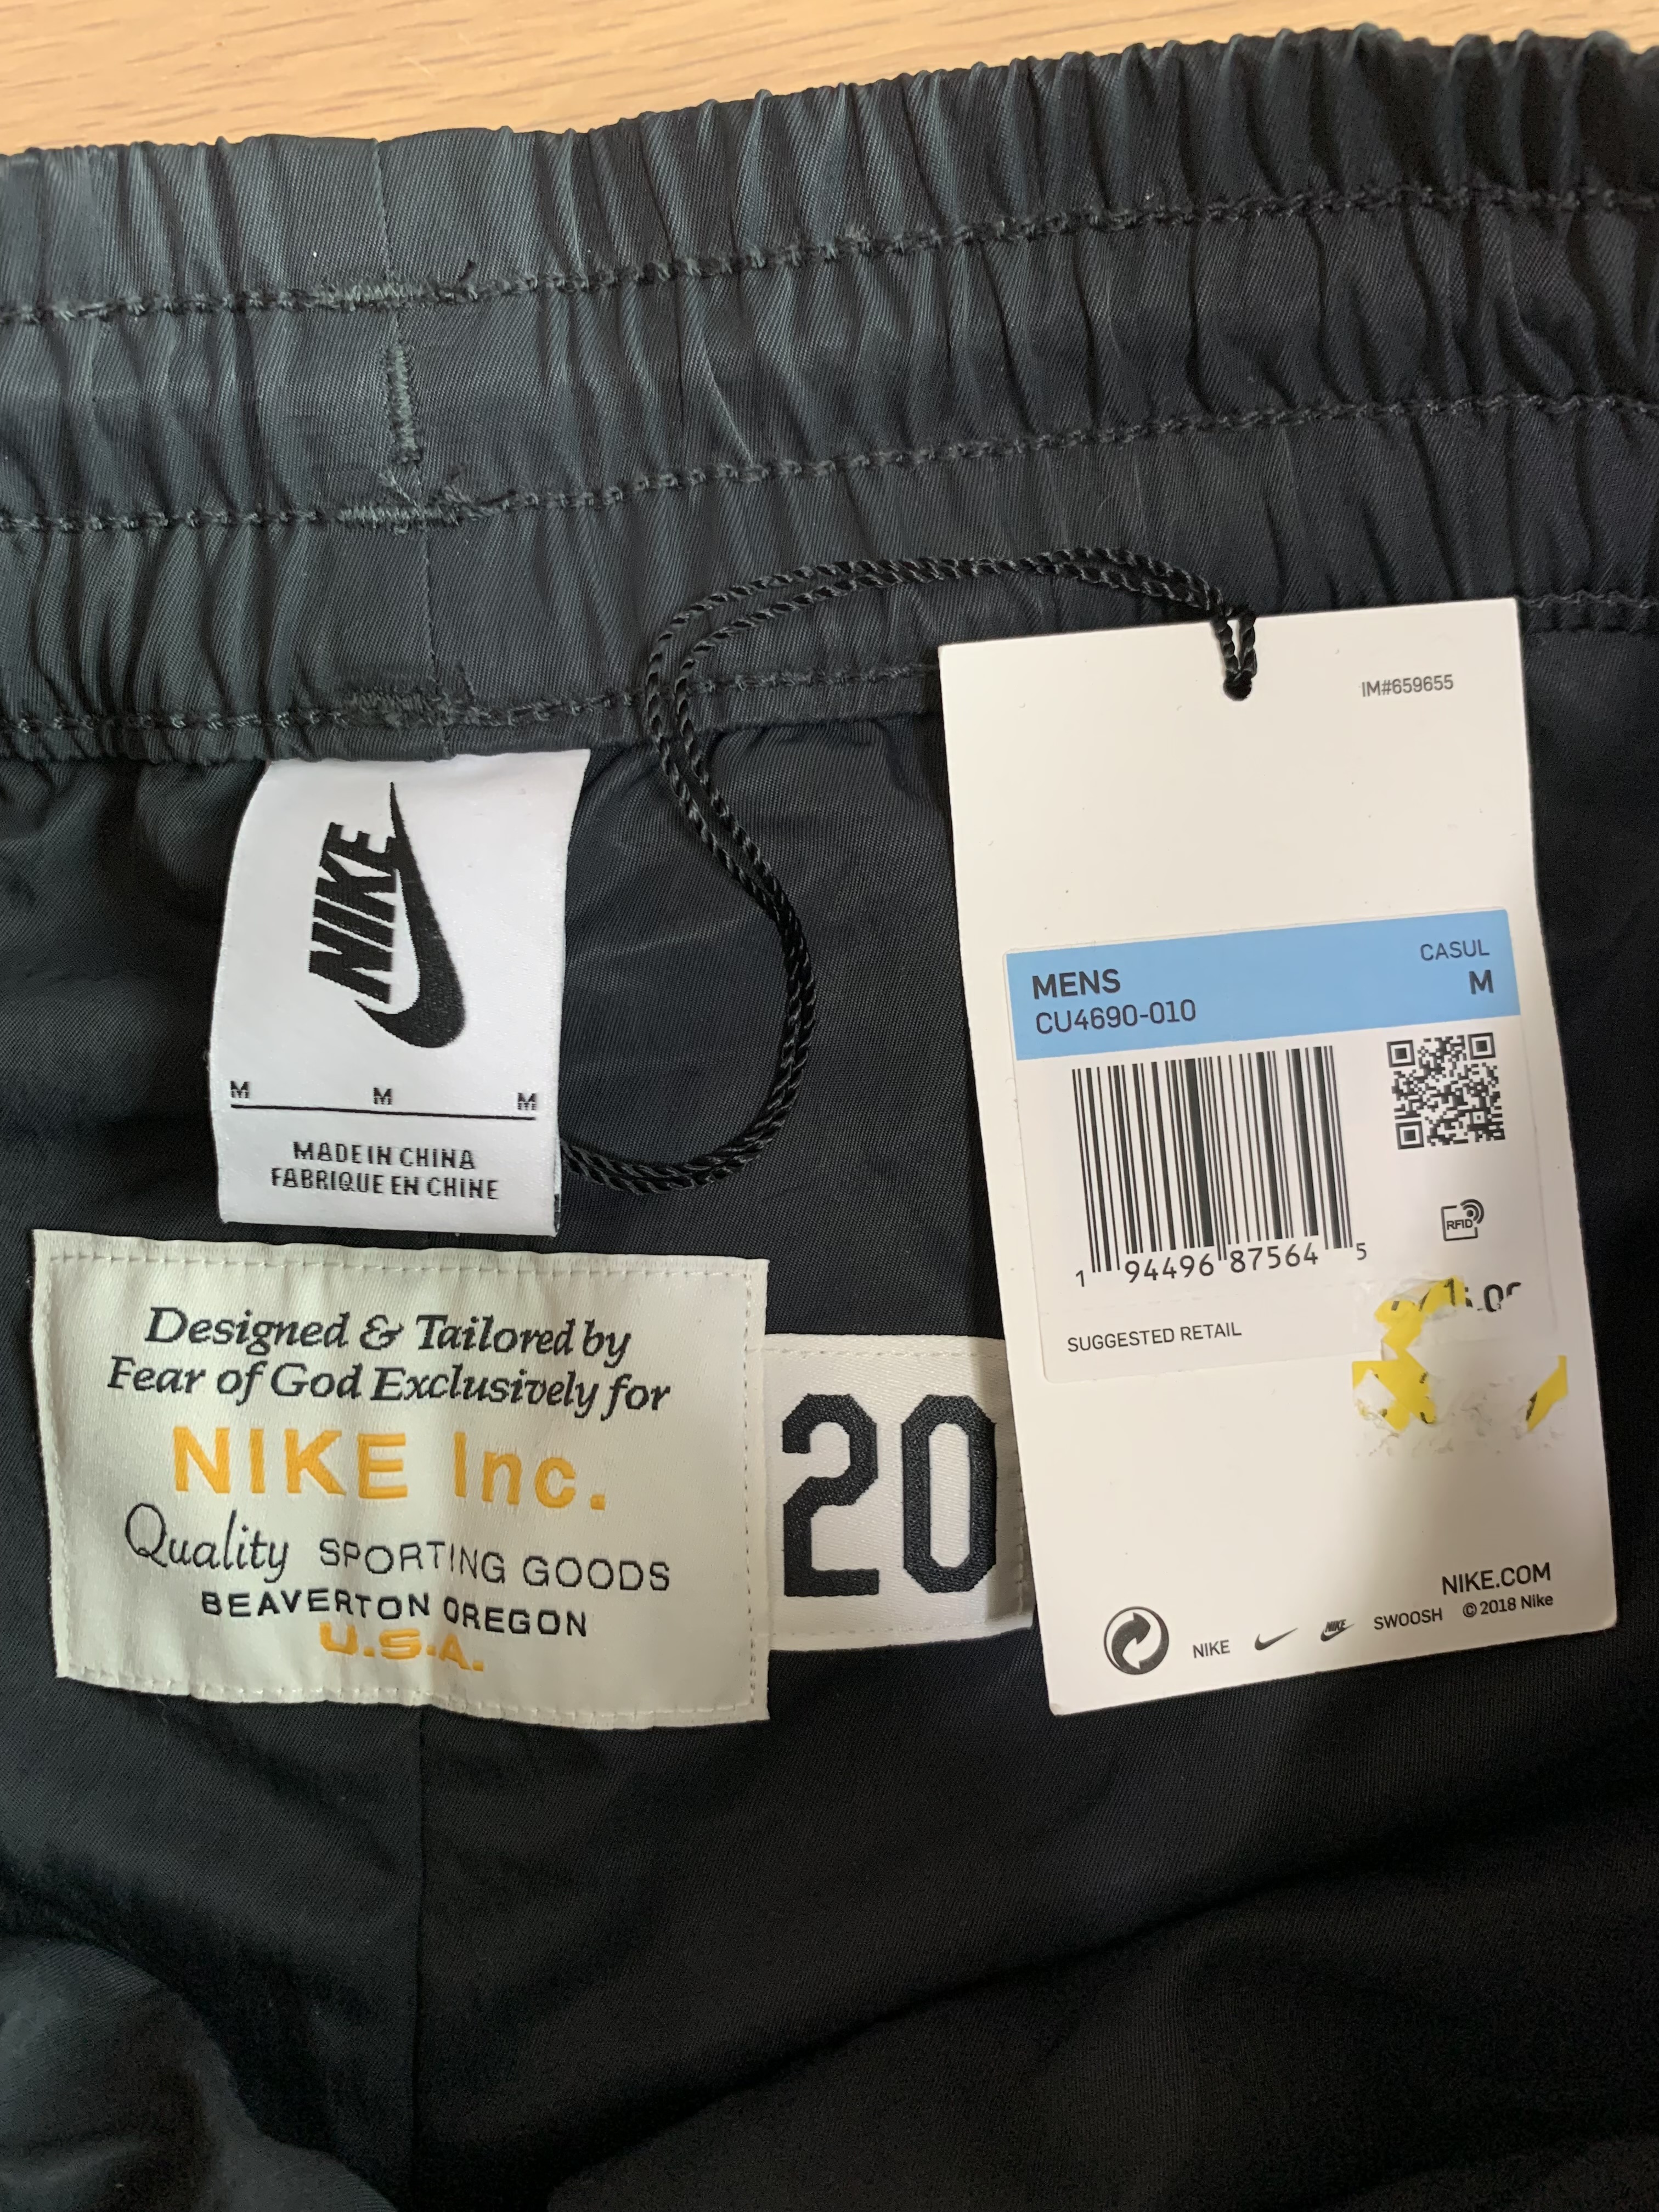 NIKE
M M M
MADE IN CHINA
FABRIQUE EN CHINE
Designed & Tailored by
Fear of God Exclusively for
NIKE Inc.
Quality SPORTING GOODS
BEAVERTON OREGON
U.S.A.
20
IM#659655
CASUL
MENS M
CU4690-010
1 94496 87564 5
RFID
SUGGESTED RETAIL
NIKE.COM
NIKE NIKE SWOOSH © 2018 Nike